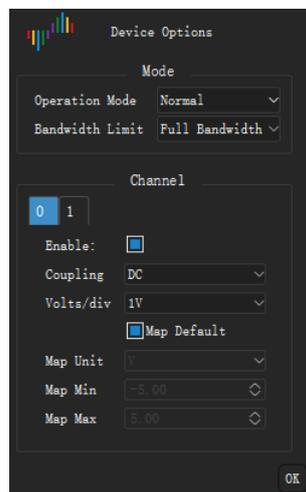 Device Options
Mode
Operation Mode Normal
Bandwidth Limit Full Bandwidth
Channel
0 1
Enable:
Coupling DC
Volts/div 1V
Map Default
Map Unit V
Map Min -5.00
Map Max 5.00
OK